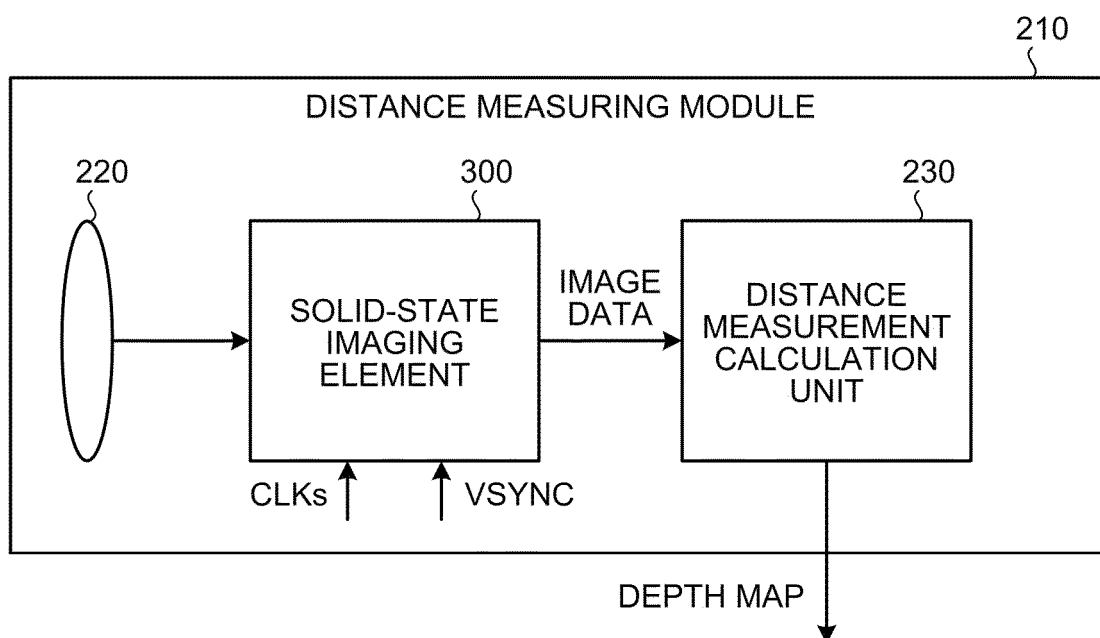 210
DISTANCE MEASURING MODULE
220
300
230
SOLID-STATE
IMAGING
ELEMENT
IMAGE
DATA
DISTANCE
MEASUREMENT
CALCULATION
UNIT
CLKs
VSYNC
DEPTH MAP